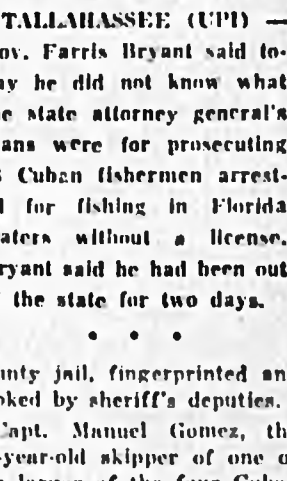 TALLAHASSEE (UPI) —
ov. Farris Bryant said to-
ay he did not know what
e state attorney general's
ans were for prosecuting
Cuban fishermen arrest-
d for fishing in Florida
aters without a license.
ryant said he had been out
f the state for two days.
• • •
unty jail, fingerprinted an
oked by sheriff's deputies.
Capt. Manuel Gomez, th
-year-old skipper of one o